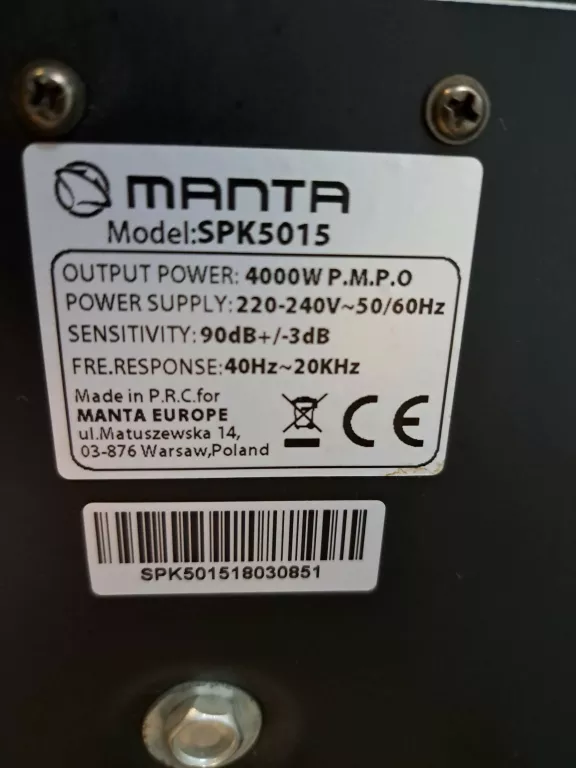 MANTA
Model:SPK5015
OUTPUT POWER: 4000W P.M.P.O
POWER SUPPLY:220-240V~50/60Hz
SENSITIVITY: 90dB+/-3dB
FRE.RESPONSE:40Hz~20KHz
Made in P.R.C.for
MANTA EUROPE
ul.Matuszewska 14,
03-876 Warsaw,Poland
CE
SPK501518030851